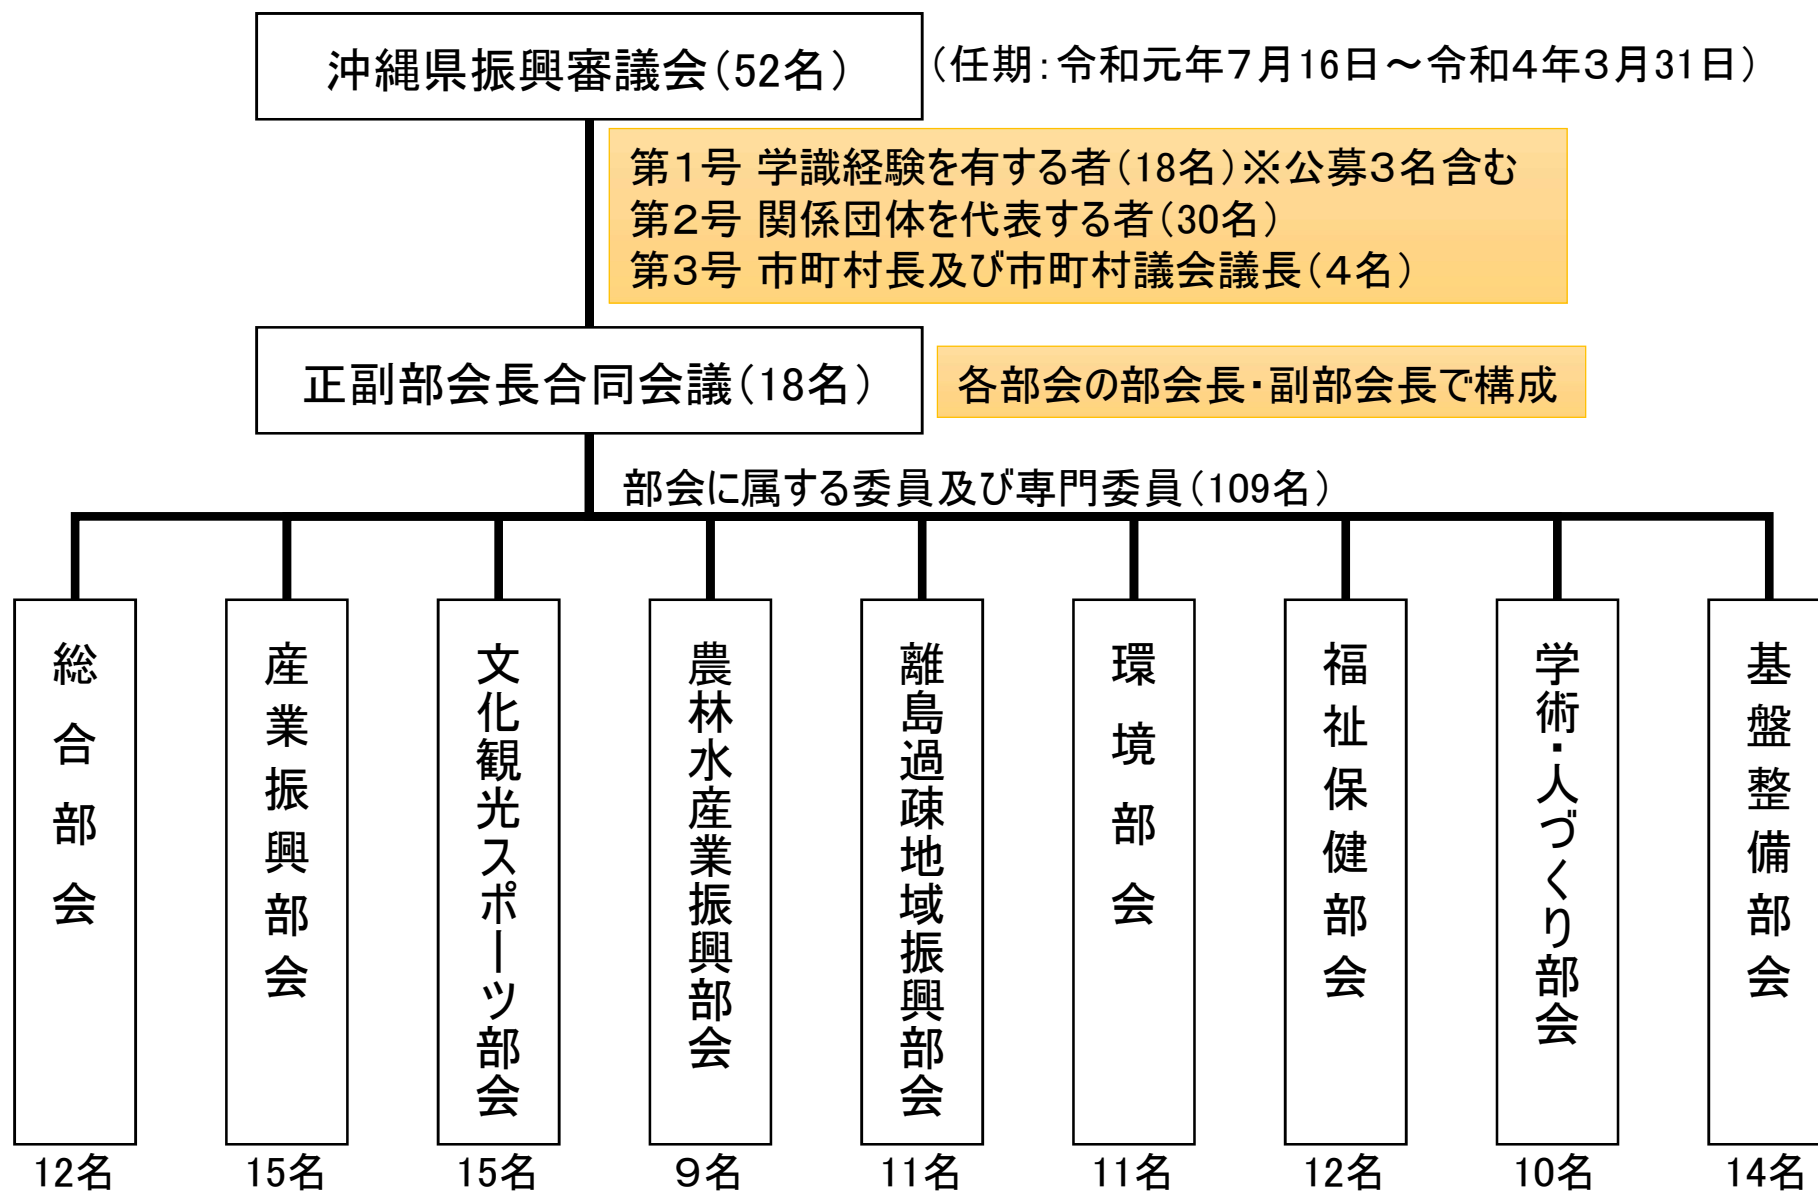 沖縄県振興審議会(52名)
(任期:令和元年7月16日～令和4年3月31日)
第1号 学識経験を有する者(18名)※公募3名含む
第2号 関係団体を代表する者(30名)
第3号 市町村長及び市町村議会議長(4名)
正副部会長合同会議(18名)
各部会の部会長・副部会長で構成
部会に属する委員及び専門委員(109名)
総合部会
産業振興部会
文化観光スポーツ部会
農林水産業振興部会
離島過疎地域振興部会
環境部会
福祉保健部会
学術・人づくり部会
基盤整備部会
12名
15名
15名
9名
11名
11名
12名
10名
14名